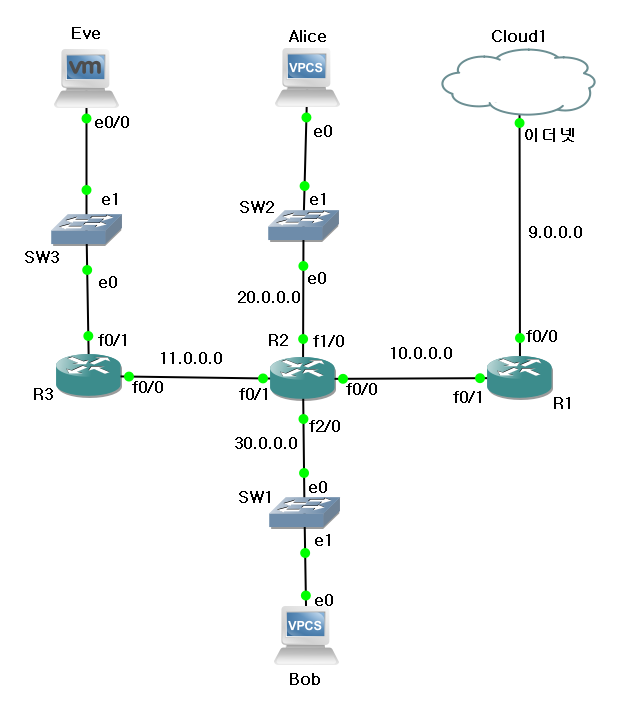 Eve
Alice
Cloud1
vm
VPCS
e0/0
e0
이더넷
e1
e1
SW2
SW3
9.0.0.0
e0
e0
20.0.0.0
f0/1
R2
f1/0
f0/0
11.0.0.0
10.0.0.0
R3
f0/0
f0/1
f0/0
f0/1
R1
f2/0
30.0.0.0
e0
SW1
e1
e0
VPCS
Bob